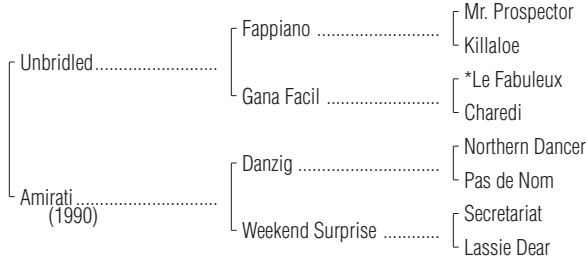 Mr. Prospector
Fappiano ........................................
Killaloe
Unbridled........................................
*Le Fabuleux
Gana Facil ....................................
Charedi
Northern Dancer
Danzig ..............................................
Pas de Nom
Amirati ..............................................
(1990)
Secretariat
Weekend Surprise ............
Lassie Dear